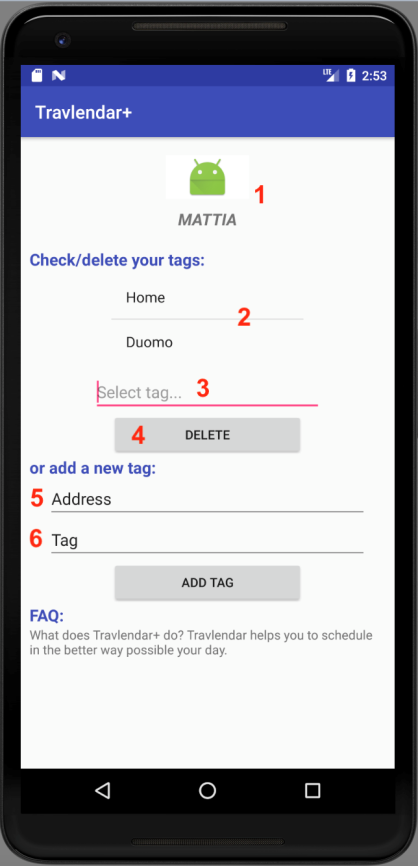 LTE 2:53
Travlendar+
1
MATTIA
Check/delete your tags:
Home
2
Duomo
Select tag... 3
4 DELETE
or add a new tag:
5 Address
6 Tag
ADD TAG
FAQ:
What does Travlendar+ do? Travlendar helps you to schedule
in the better way possible your day.